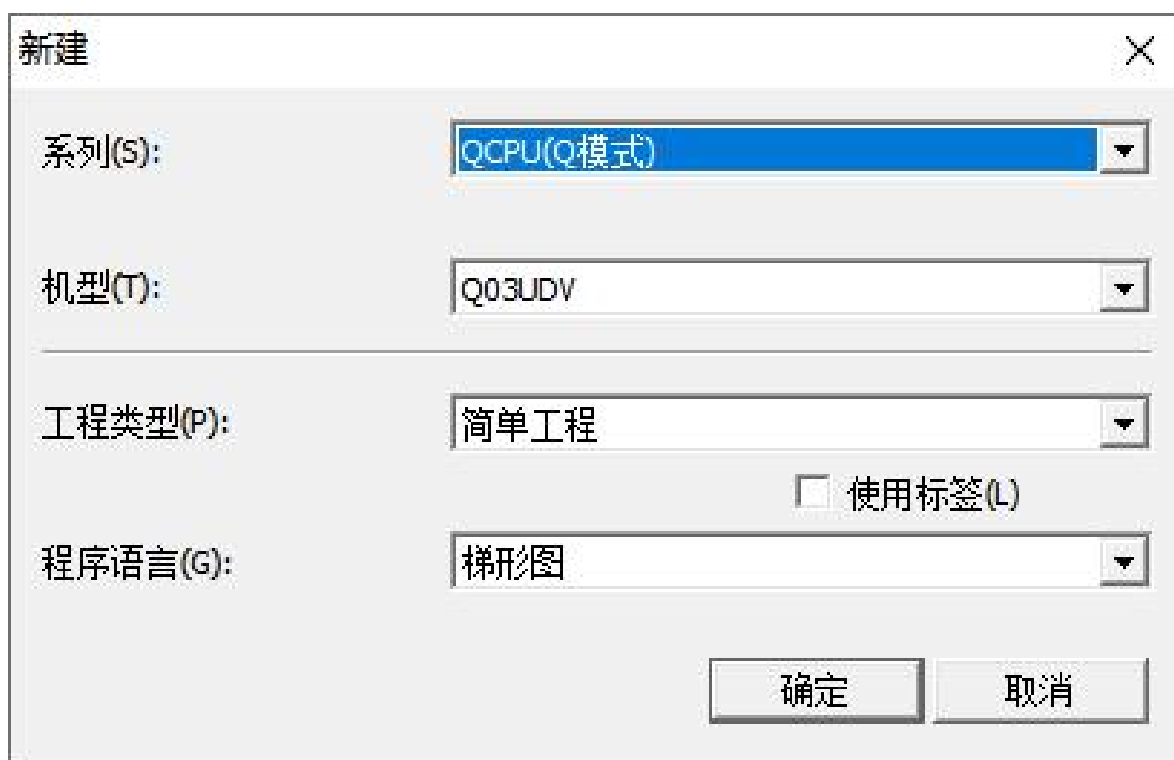 新建
系列(S): QCPU(Q模式)
机型(T): Q03UDV
工程类型(P): 简单工程
使用标签(L)
程序语言(G): 梯形图
确定 取消